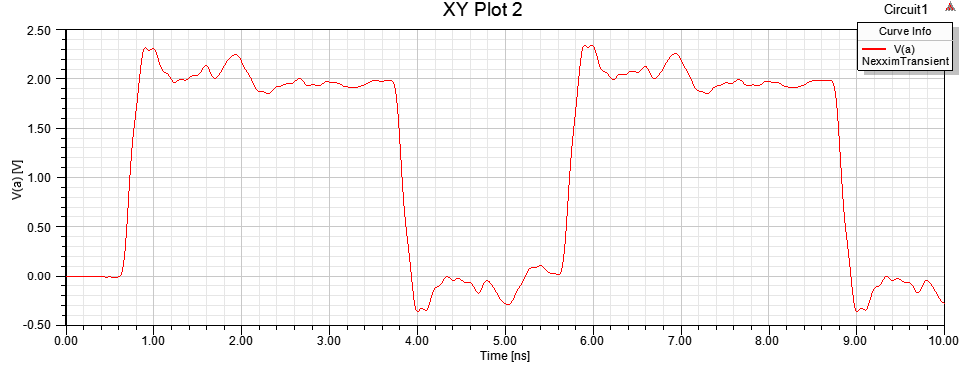 XY Plot 2
Circuit1
Curve Info
V(a)
NexximTransient
2.50
2.00
1.50
1.00
0.50
0.00
-0.50
V(a) [V]
0.00 1.00 2.00 3.00 4.00 5.00 6.00 7.00 8.00 9.00 10.00
Time [ns]